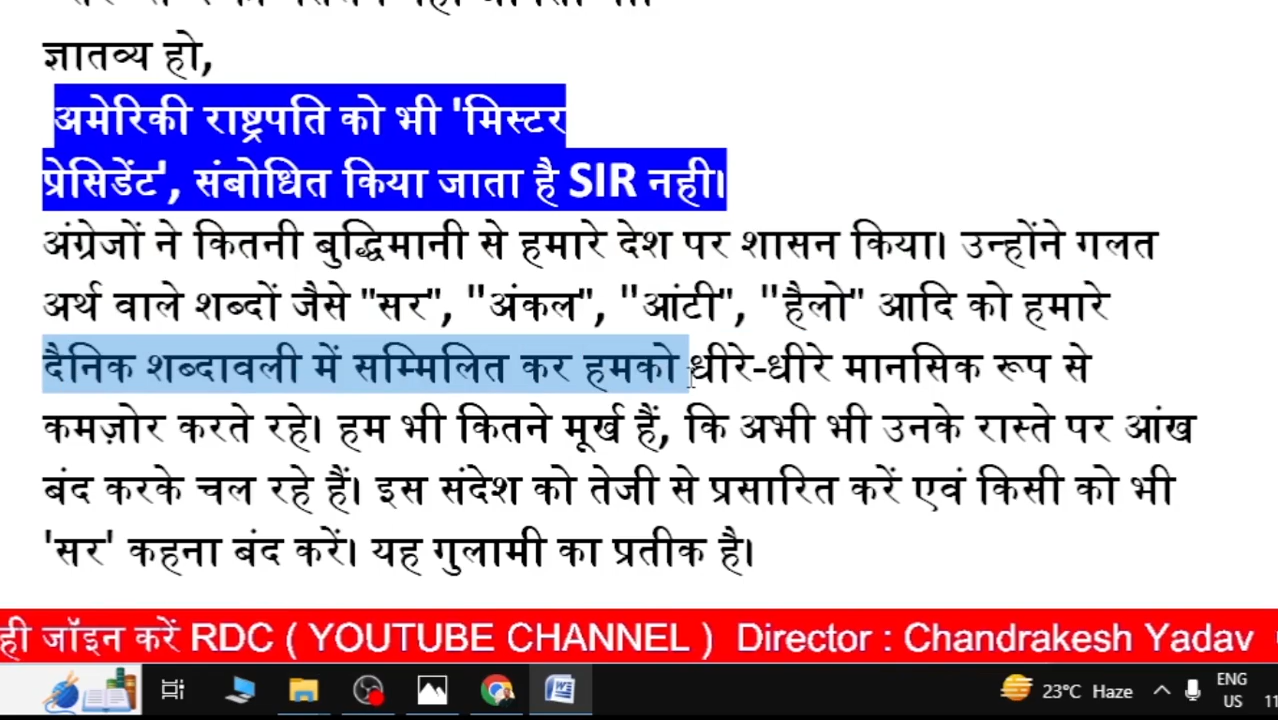 ज्ञातव्य हो,
अमेरिकी राष्ट्रपति को भी 'मिस्टर
प्रेसिडेंट', संबोधित किया जाता है SIR नही।
अंग्रेजों ने कितनी बुद्धिमानी से हमारे देश पर शासन किया। उन्होंने गलत
अर्थ वाले शब्दों जैसे "सर", "अंकल", "आंटी", "हैलो" आदि को हमारे
दैनिक शब्दावली में सम्मिलित कर हमको धीरे-धीरे मानसिक रूप से
कमज़ोर करते रहे। हम भी कितने मूर्ख हैं, कि अभी भी उनके रास्ते पर आंख
बंद करके चल रहे हैं। इस संदेश को तेजी से प्रसारित करें एवं किसी को भी
'सर' कहना बंद करें। यह गुलामी का प्रतीक है।
ही जॉइन करें RDC ( YOUTUBE CHANNEL ) Director : Chandrakesh Yadav
23°C Haze
ENG
US